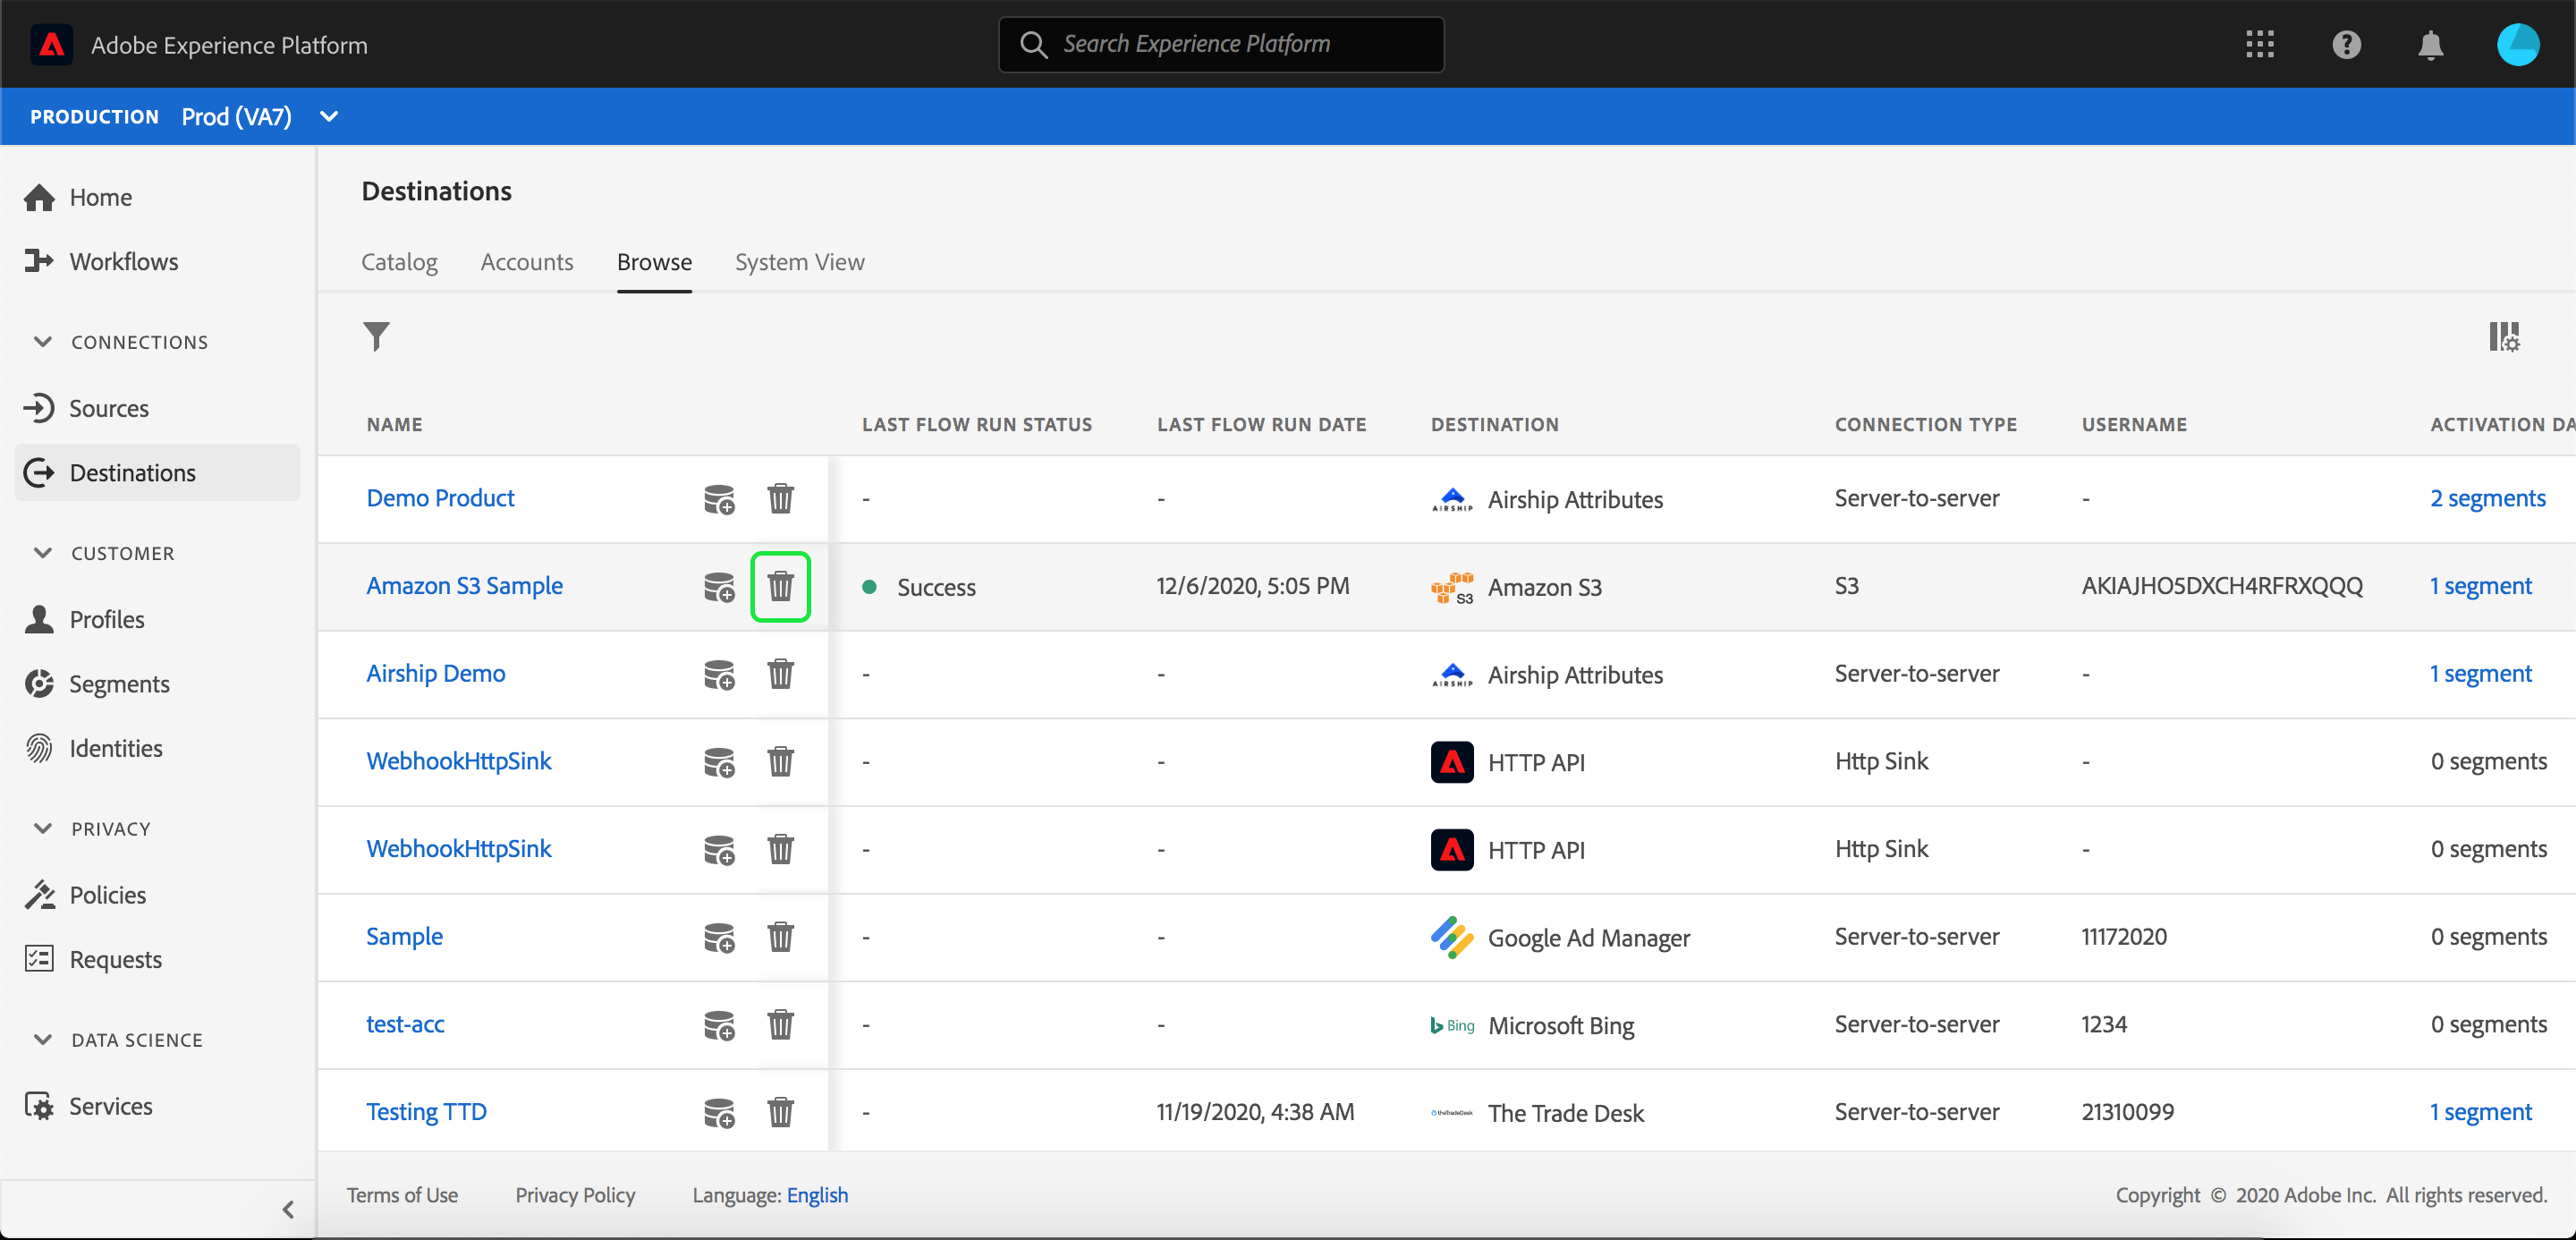 Adobe Experience Platform
Search Experience Platform
PRODUCTION Prod (VA7)
Home
Workflows
CONNECTIONS
Sources
Destinations
CUSTOMER
Profiles
Segments
Identities
PRIVACY
Policies
Requests
DATA SCIENCE
Services
Destinations
Catalog Accounts Browse System View
NAME LAST FLOW RUN STATUS LAST FLOW RUN DATE DESTINATION CONNECTION TYPE USERNAME ACTIVATION DA
Demo Product - - AIRSHIP Airship Attributes Server-to-server - 2 segments
Amazon S3 Sample Success 12/6/2020, 5:05 PM S3 Amazon S3 S3 AKIAJHO5DXCH4RFRXQQQ 1 segment
Airship Demo - - AIRSHIP Airship Attributes Server-to-server - 1 segment
WebhookHttpSink - - HTTP API Http Sink - 0 segments
WebhookHttpSink - - HTTP API Http Sink - 0 segments
Sample - - Google Ad Manager Server-to-server 11172020 0 segments
test-acc - - Bing Microsoft Bing Server-to-server 1234 0 segments
Testing TTD - 11/19/2020, 4:38 AM theTradeDesk The Trade Desk Server-to-server 21310099 1 segment
Terms of Use Privacy Policy Language: English Copyright © 2020 Adobe Inc. All rights reserved.